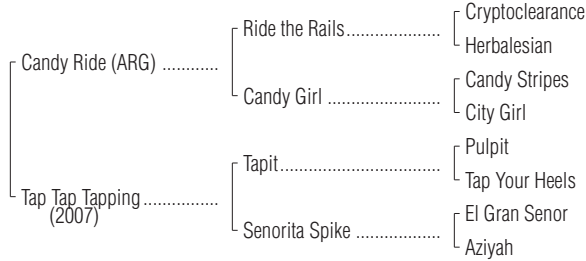 Cryptoclearance
Ride the Rails....................
Herbalesian
Candy Ride (ARG) ............
Candy Stripes
Candy Girl ........................
City Girl
Pulpit
Tapit..................................
Tap Your Heels
Tap Tap Tapping ................
(2007)
El Gran Senor
Senorita Spike ..................
Aziyah